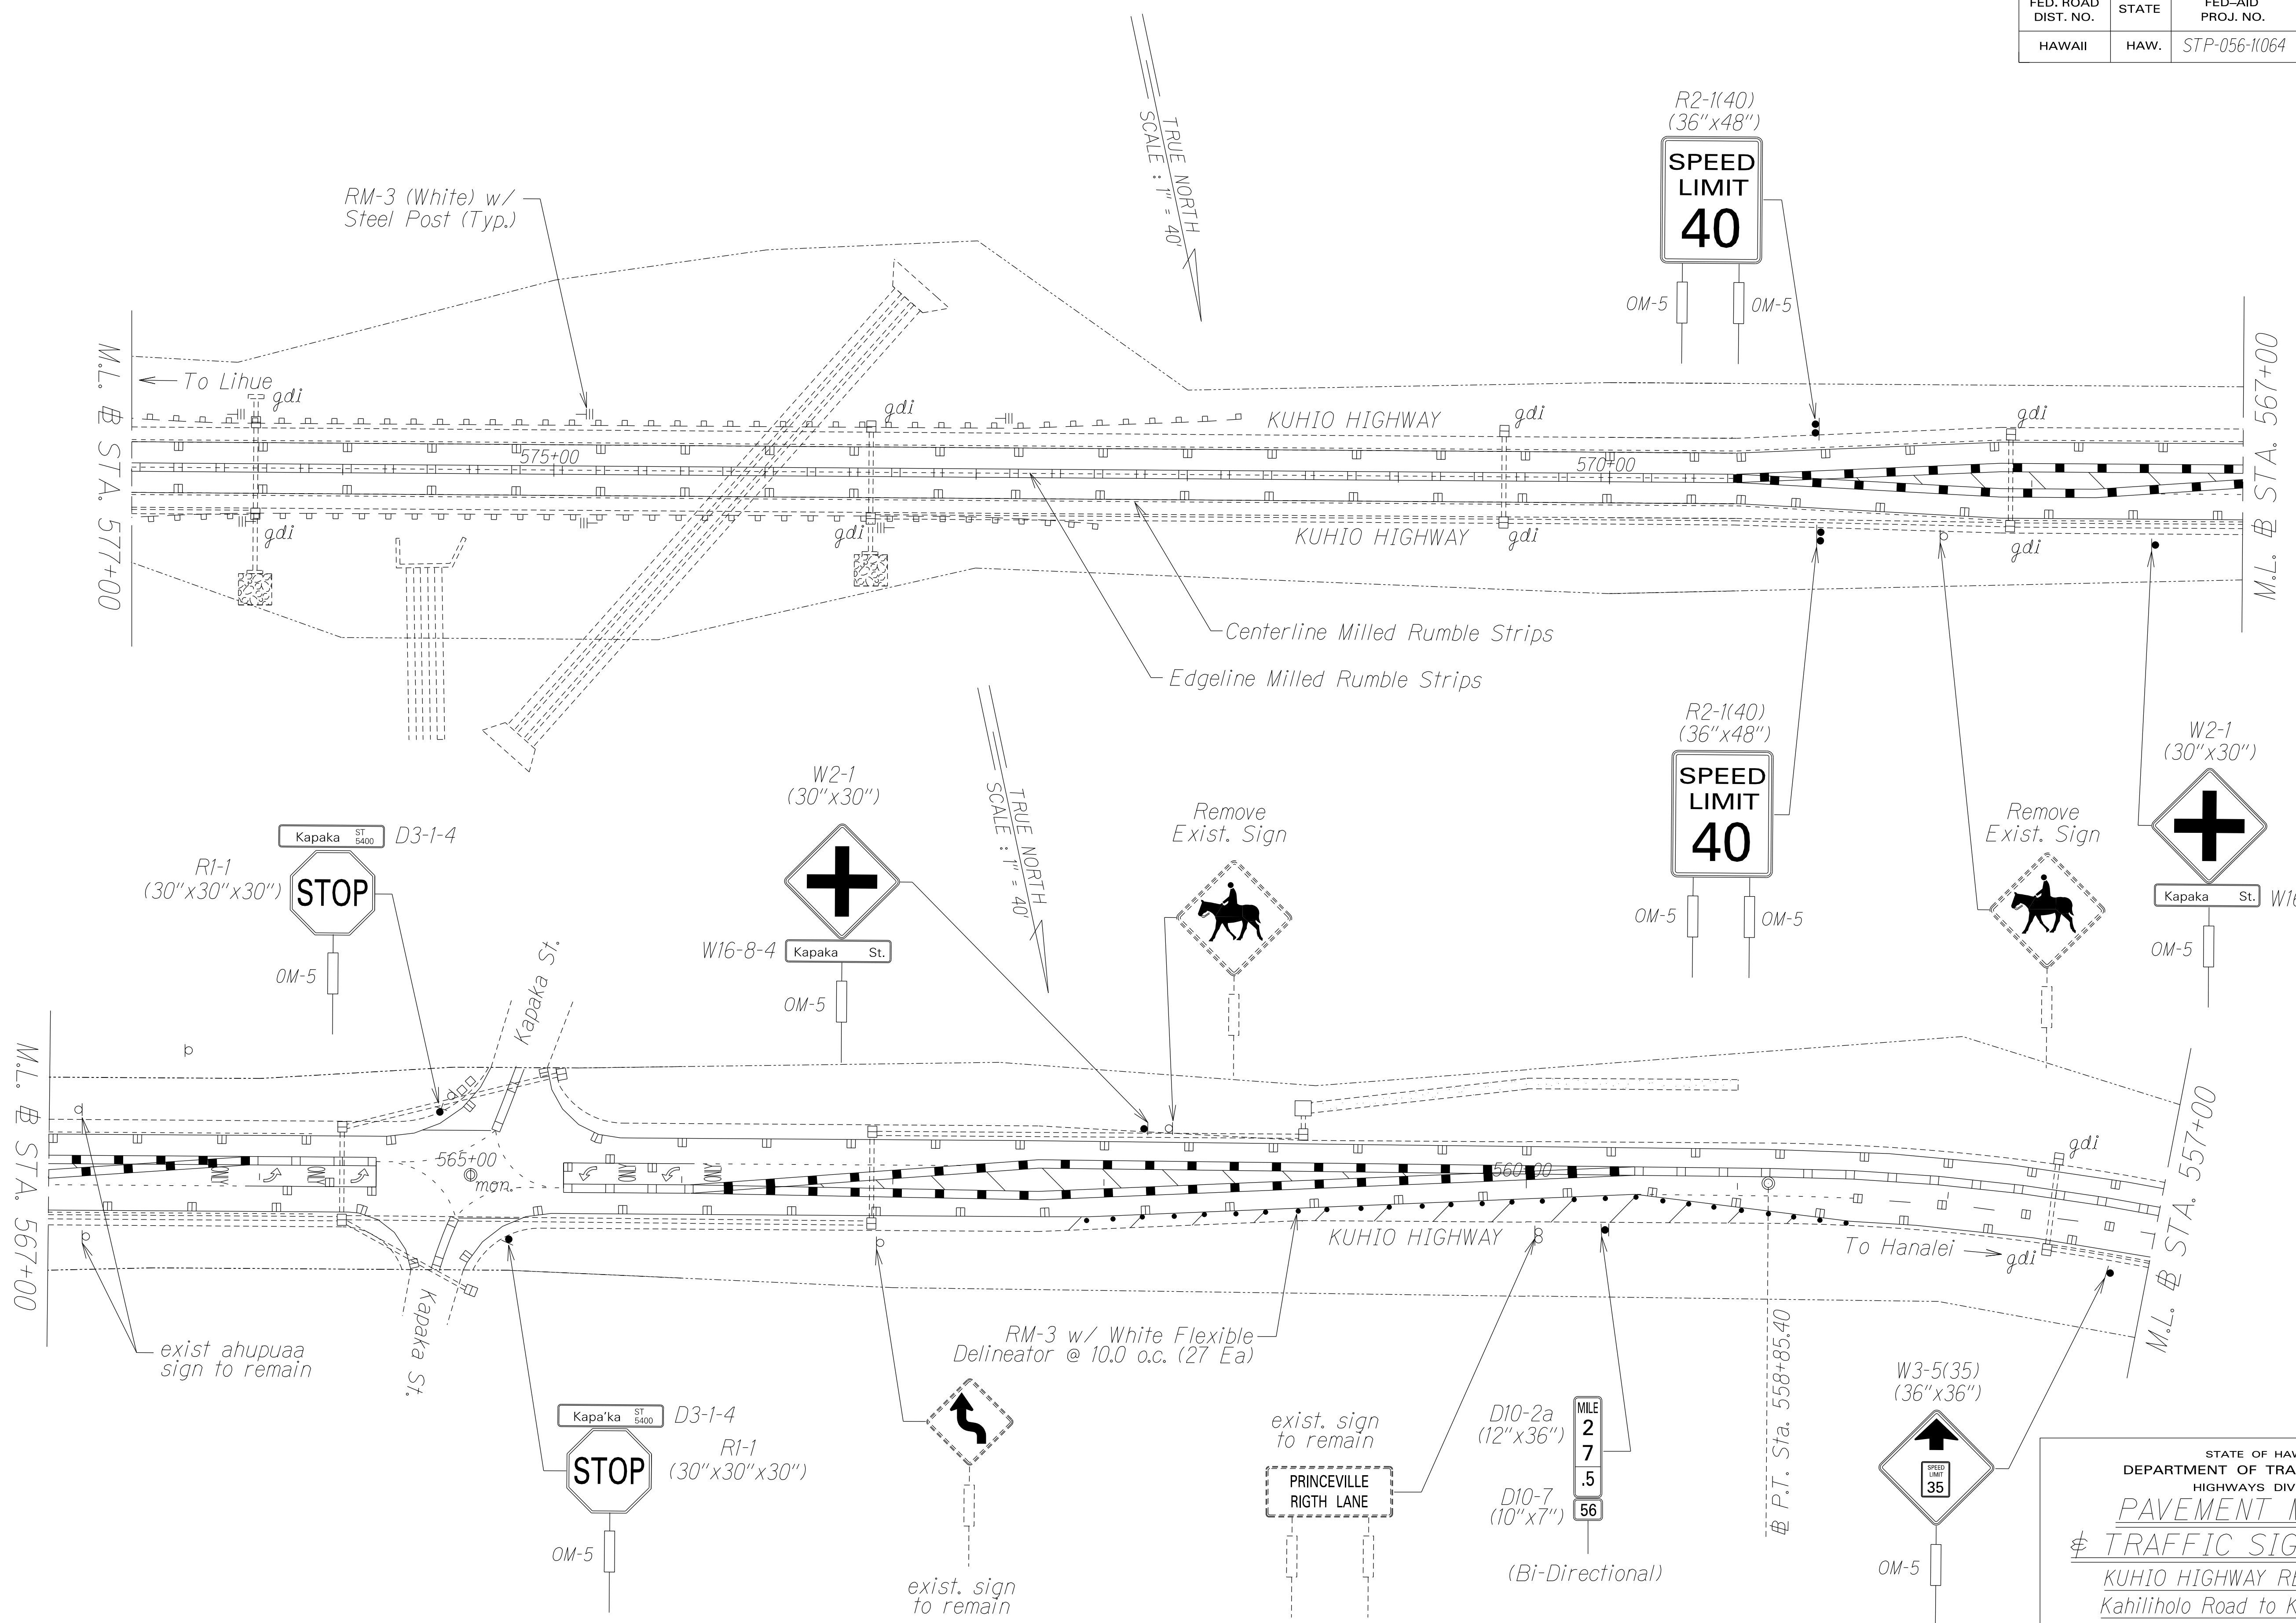 FED. ROAD
DIST. NO.
STATE
FED-AID
PROJ. NO.
HAWAII
HAW.
STP-056-1(064
TRUE NORTH
SCALE : 1" = 40'
R2-1(40)
(36"x48")
SPEED
LIMIT
40
OM-5
OM-5
RM-3 (White) w/
Steel Post (Typ.)
M.L. B STA. 577+00
To Lihue
gdi
gdi
gdi
gdi
KUHIO HIGHWAY
575+00
570+00
M.L. B STA. 567+00
gdi
gdi
gdi
gdi
KUHIO HIGHWAY
Centerline Milled Rumble Strips
Edgeline Milled Rumble Strips
R2-1(40)
(36"x48")
SPEED
LIMIT
40
OM-5
OM-5
Remove
Exist. Sign
W2-1
(30"x30")
Kapaka St.
OM-5
TRUE NORTH
SCALE : 1" = 40'
Kapaka ST
5400
D3-1-4
R1-1
(30"x30"x30")
STOP
OM-5
W2-1
(30"x30")
W16-8-4
Kapaka St.
OM-5
Remove
Exist. Sign
M.L. B STA. 567+00
Kapaka St.
565+00
mon.
ONLY
ONLY
ONLY
ONLY
560+00
KUHIO HIGHWAY
gdi
To Hanalei
gdi
M.L. B STA. 557+00
exist ahupuaa
sign to remain
Kapaka St.
RM-3 w/ White Flexible
Delineator @ 10.0 o.c. (27 Ea)
B P.T. Sta. 558+85.40
Kapa'ka ST
5400
D3-1-4
R1-1
(30"x30"x30")
STOP
OM-5
exist. sign
to remain
exist. sign
to remain
PRINCEVILLE
RIGTH LANE
D10-2a
(12"x36")
MILE
2
7
.5
D10-7
(10"x7")
56
(Bi-Directional)
W3-5(35)
(36"x36")
SPEED
LIMIT
35
OM-5
STATE OF
DEPARTMENT OF
HIGHWAYS
PAVEMENT
& TRAFFIC
KUHIO HIGHWAY
Kahiliholo Road to